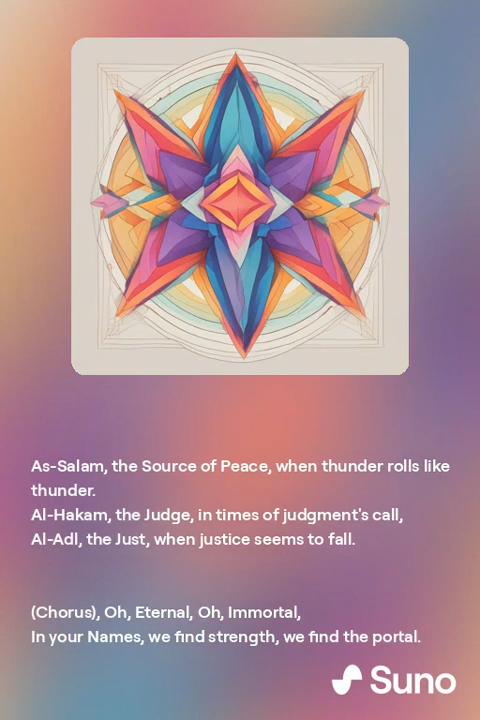 As-Salam, the Source of Peace, when thunder rolls like
thunder.
Al-Hakam, the Judge, in times of judgment's call,
Al-Adl, the Just, when justice seems to fall.
(Chorus), Oh, Eternal, Oh, Immortal,
In your Names, we find strength, we find the portal.
Suno